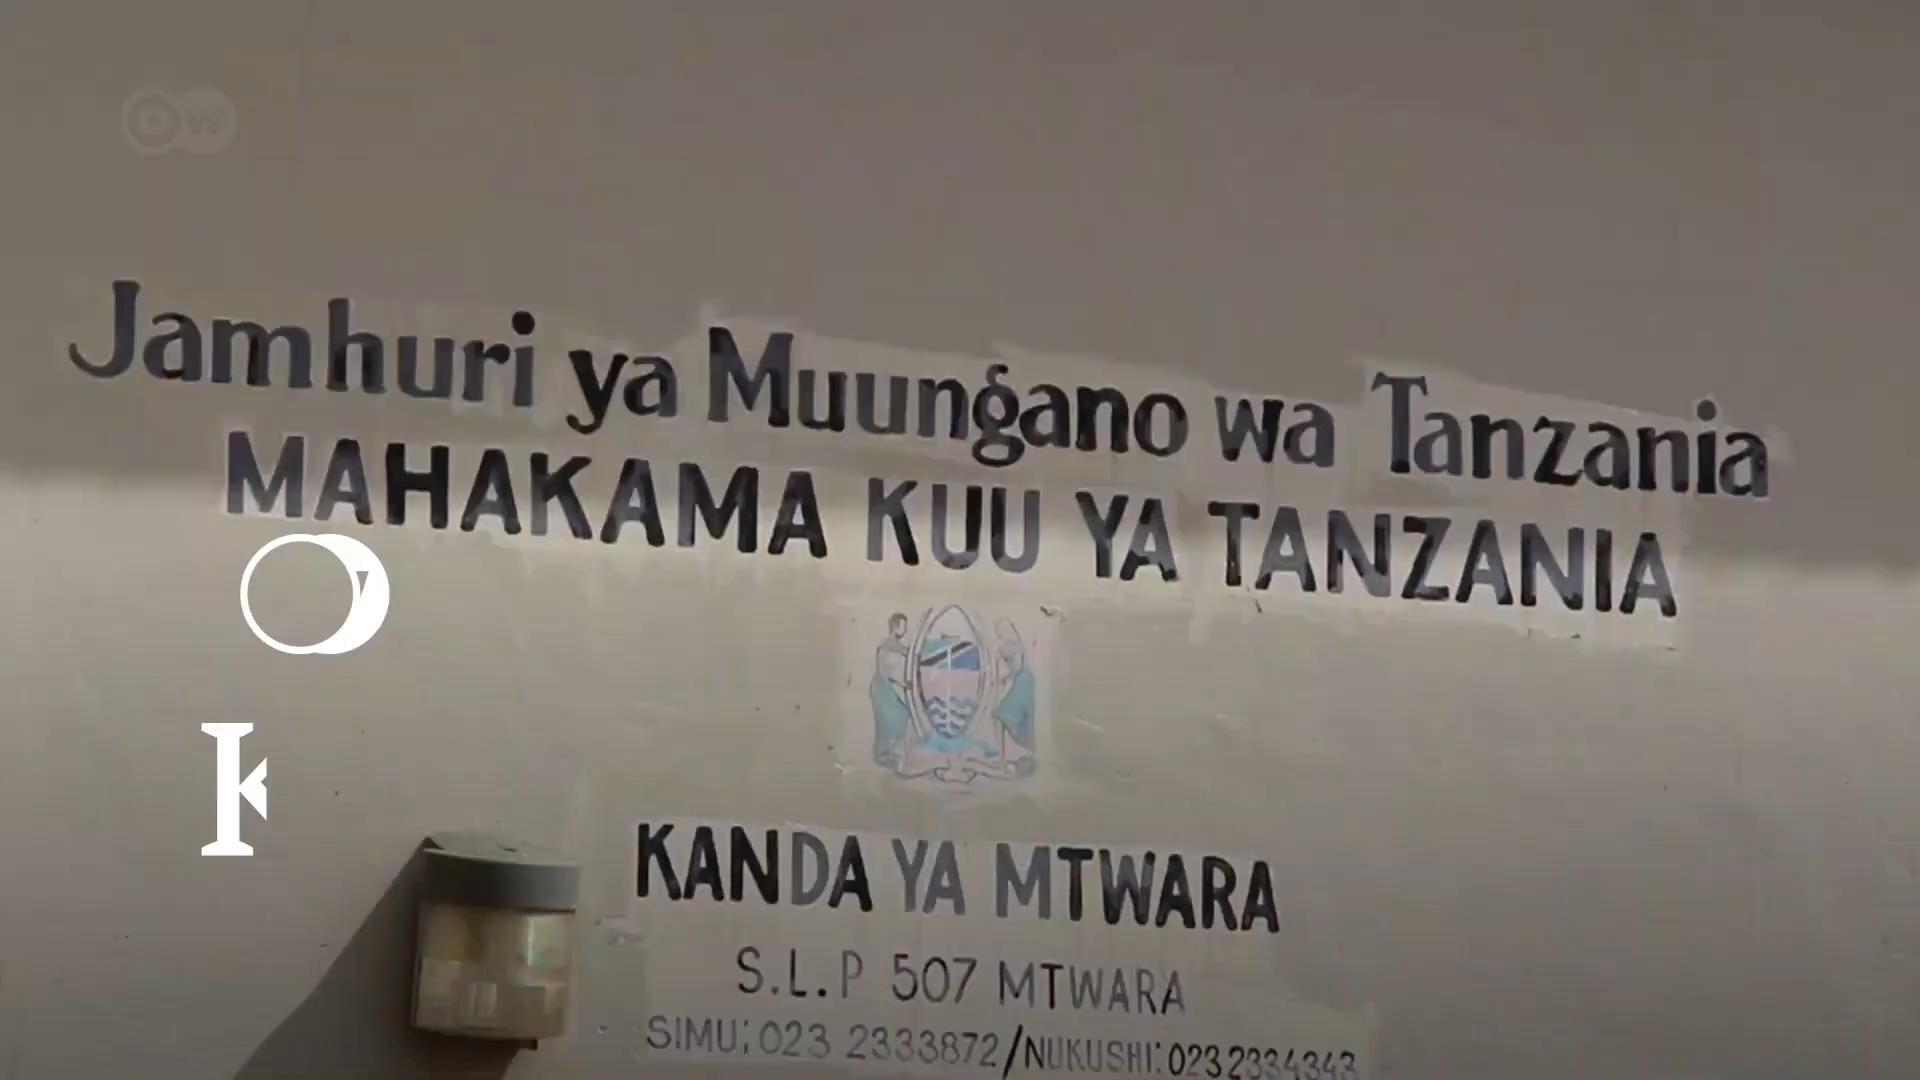 DW
Jamhuri ya Muungano wa Tanzania
MAHAKAMA KUU YA TANZANIA
KANDA YA MTWARA
S.L.P 507 MTWARA
SIMU: 023 2333872/NUKUSHI: 023 2334343
K